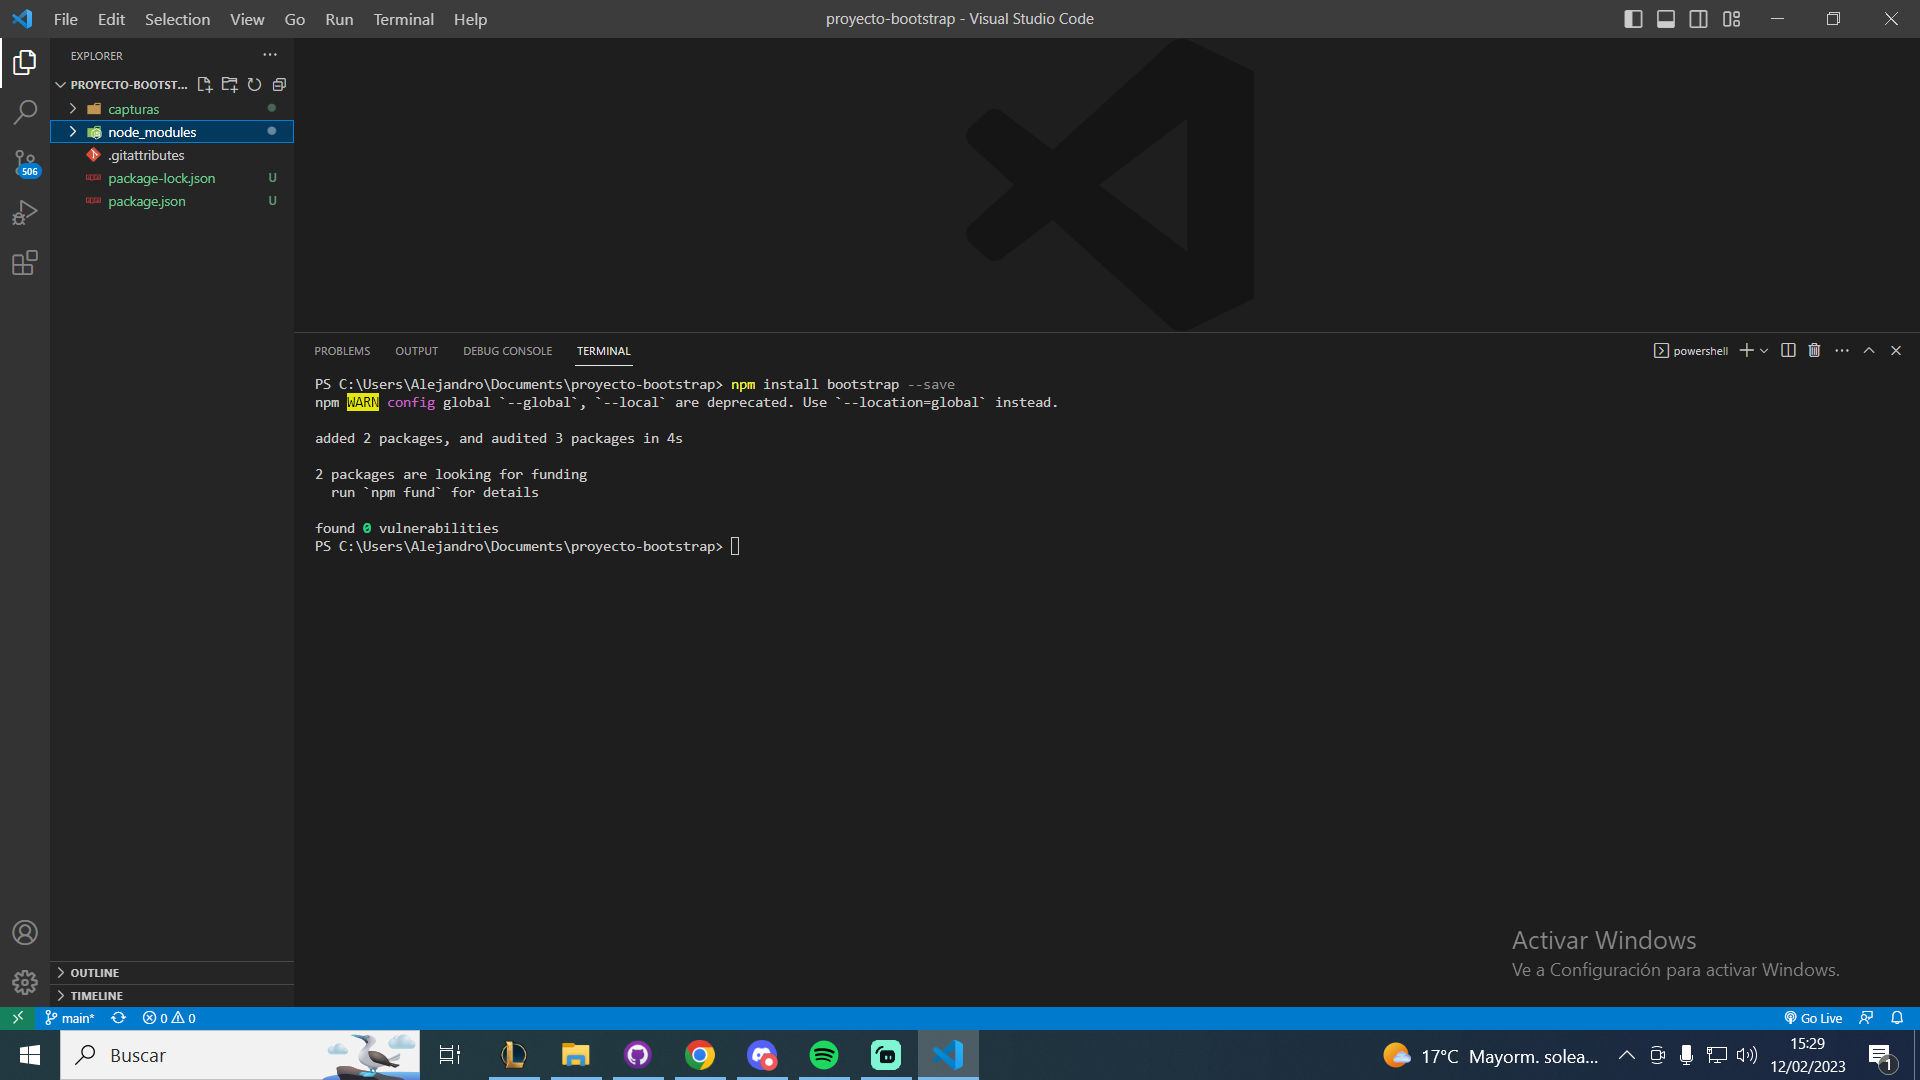 File Edit Selection View Go Run Terminal Help
proyecto-bootstrap - Visual Studio Code
EXPLORER
PROYECTO-BOOTST...
capturas
node_modules
.gitattributes
package-lock.json U
package.json U
506
OUTLINE
TIMELINE
PROBLEMS OUTPUT DEBUG CONSOLE TERMINAL
powershell
PS C:\Users\Alejandro\Documents\proyecto-bootstrap> npm install bootstrap --save
npm WARN config global `--global`, `--local` are deprecated. Use `--location=global` instead.
added 2 packages, and audited 3 packages in 4s
2 packages are looking for funding
run `npm fund` for details
found 0 vulnerabilities
PS C:\Users\Alejandro\Documents\proyecto-bootstrap>
Activar Windows
Ve a Configuración para activar Windows.
main* 0 0 Go Live
Buscar
17°C Mayorm. solea...
15:29
12/02/2023
1